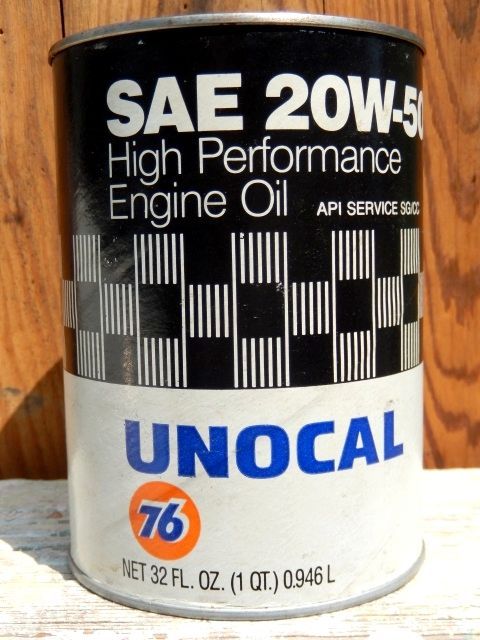 SAE 20W-50
High Performance
Engine Oil
API SERVICE SG/CC
UNOCAL
76
NET 32 FL. OZ. (1 QT.) 0.946 L